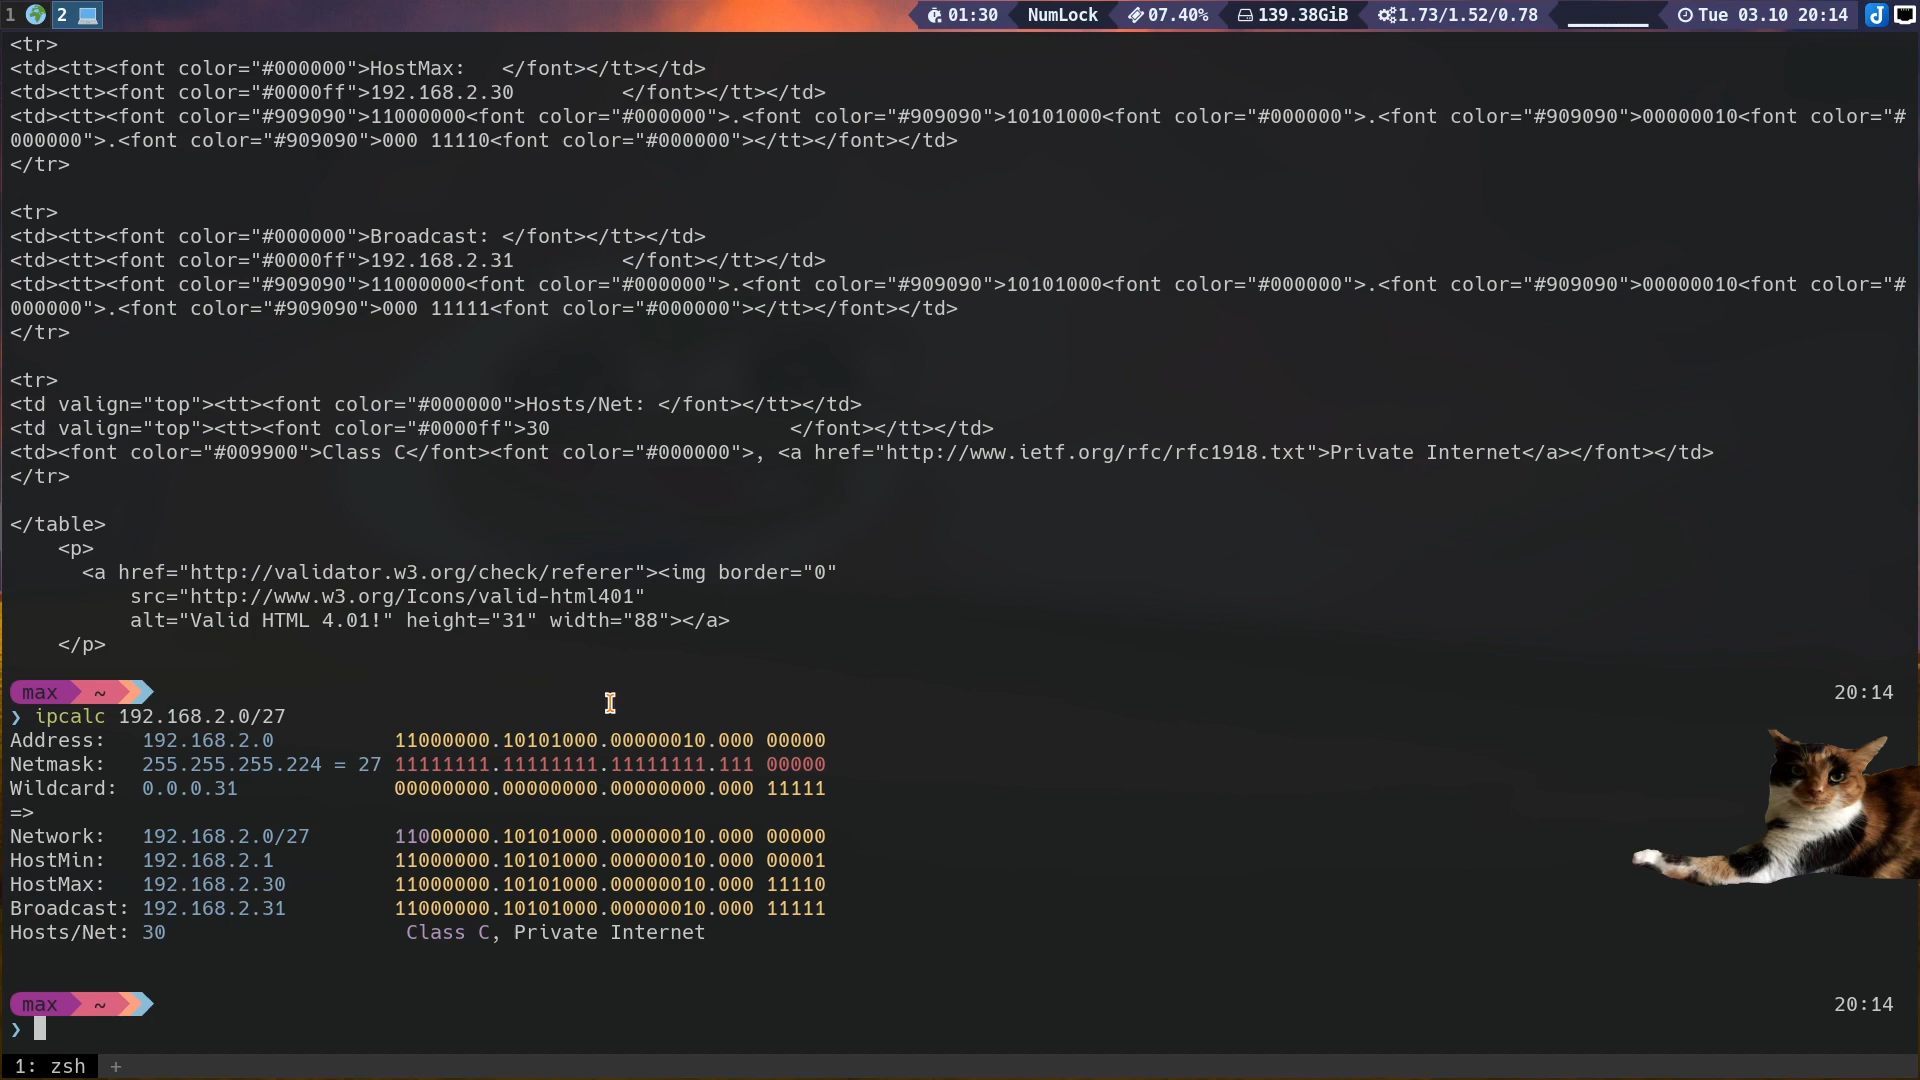 1 2 01:30 NumLock 07.40% 139.38GiB 1.73/1.52/0.78 Tue 03.10 20:14
<tr>
<td><tt><font color="#000000">HostMax:   </font></tt></td>
<td><tt><font color="#0000ff">192.168.2.30         </font></tt></td>
<td><tt><font color="#909090">11000000<font color="#000000">.<font color="#909090">10101000<font color="#000000">.<font color="#909090">00000010<font color="#
000000">.<font color="#909090">000 11110<font color="#000000"></tt></font></td>
</tr>

<tr>
<td><tt><font color="#000000">Broadcast: </font></tt></td>
<td><tt><font color="#0000ff">192.168.2.31         </font></tt></td>
<td><tt><font color="#909090">11000000<font color="#000000">.<font color="#909090">10101000<font color="#000000">.<font color="#909090">00000010<font color="#
000000">.<font color="#909090">000 11111<font color="#000000"></tt></font></td>
</tr>

<tr>
<td valign="top"><tt><font color="#000000">Hosts/Net: </font></tt></td>
<td valign="top"><tt><font color="#0000ff">30                    </font></tt></td>
<td><font color="#009900">Class C</font><font color="#000000">, <a href="http://www.ietf.org/rfc/rfc1918.txt">Private Internet</a></font></td>
</tr>

</table>
    <p>
      <a href="http://validator.w3.org/check/referer"><img border="0"
          src="http://www.w3.org/Icons/valid-html401"
          alt="Valid HTML 4.01!" height="31" width="88"></a>
    </p>

max ~ 20:14
❯ ipcalc 192.168.2.0/27
Address:   192.168.2.0          11000000.10101000.00000010.000 00000
Netmask:   255.255.255.224 = 27 11111111.11111111.11111111.111 00000
Wildcard:  0.0.0.31             00000000.00000000.00000000.000 11111
=>
Network:   192.168.2.0/27       11000000.10101000.00000010.000 00000
HostMin:   192.168.2.1          11000000.10101000.00000010.000 00001
HostMax:   192.168.2.30         11000000.10101000.00000010.000 11110
Broadcast: 192.168.2.31         11000000.10101000.00000010.000 11111
Hosts/Net: 30                    Class C, Private Internet

max ~ 20:14
❯
1: zsh +